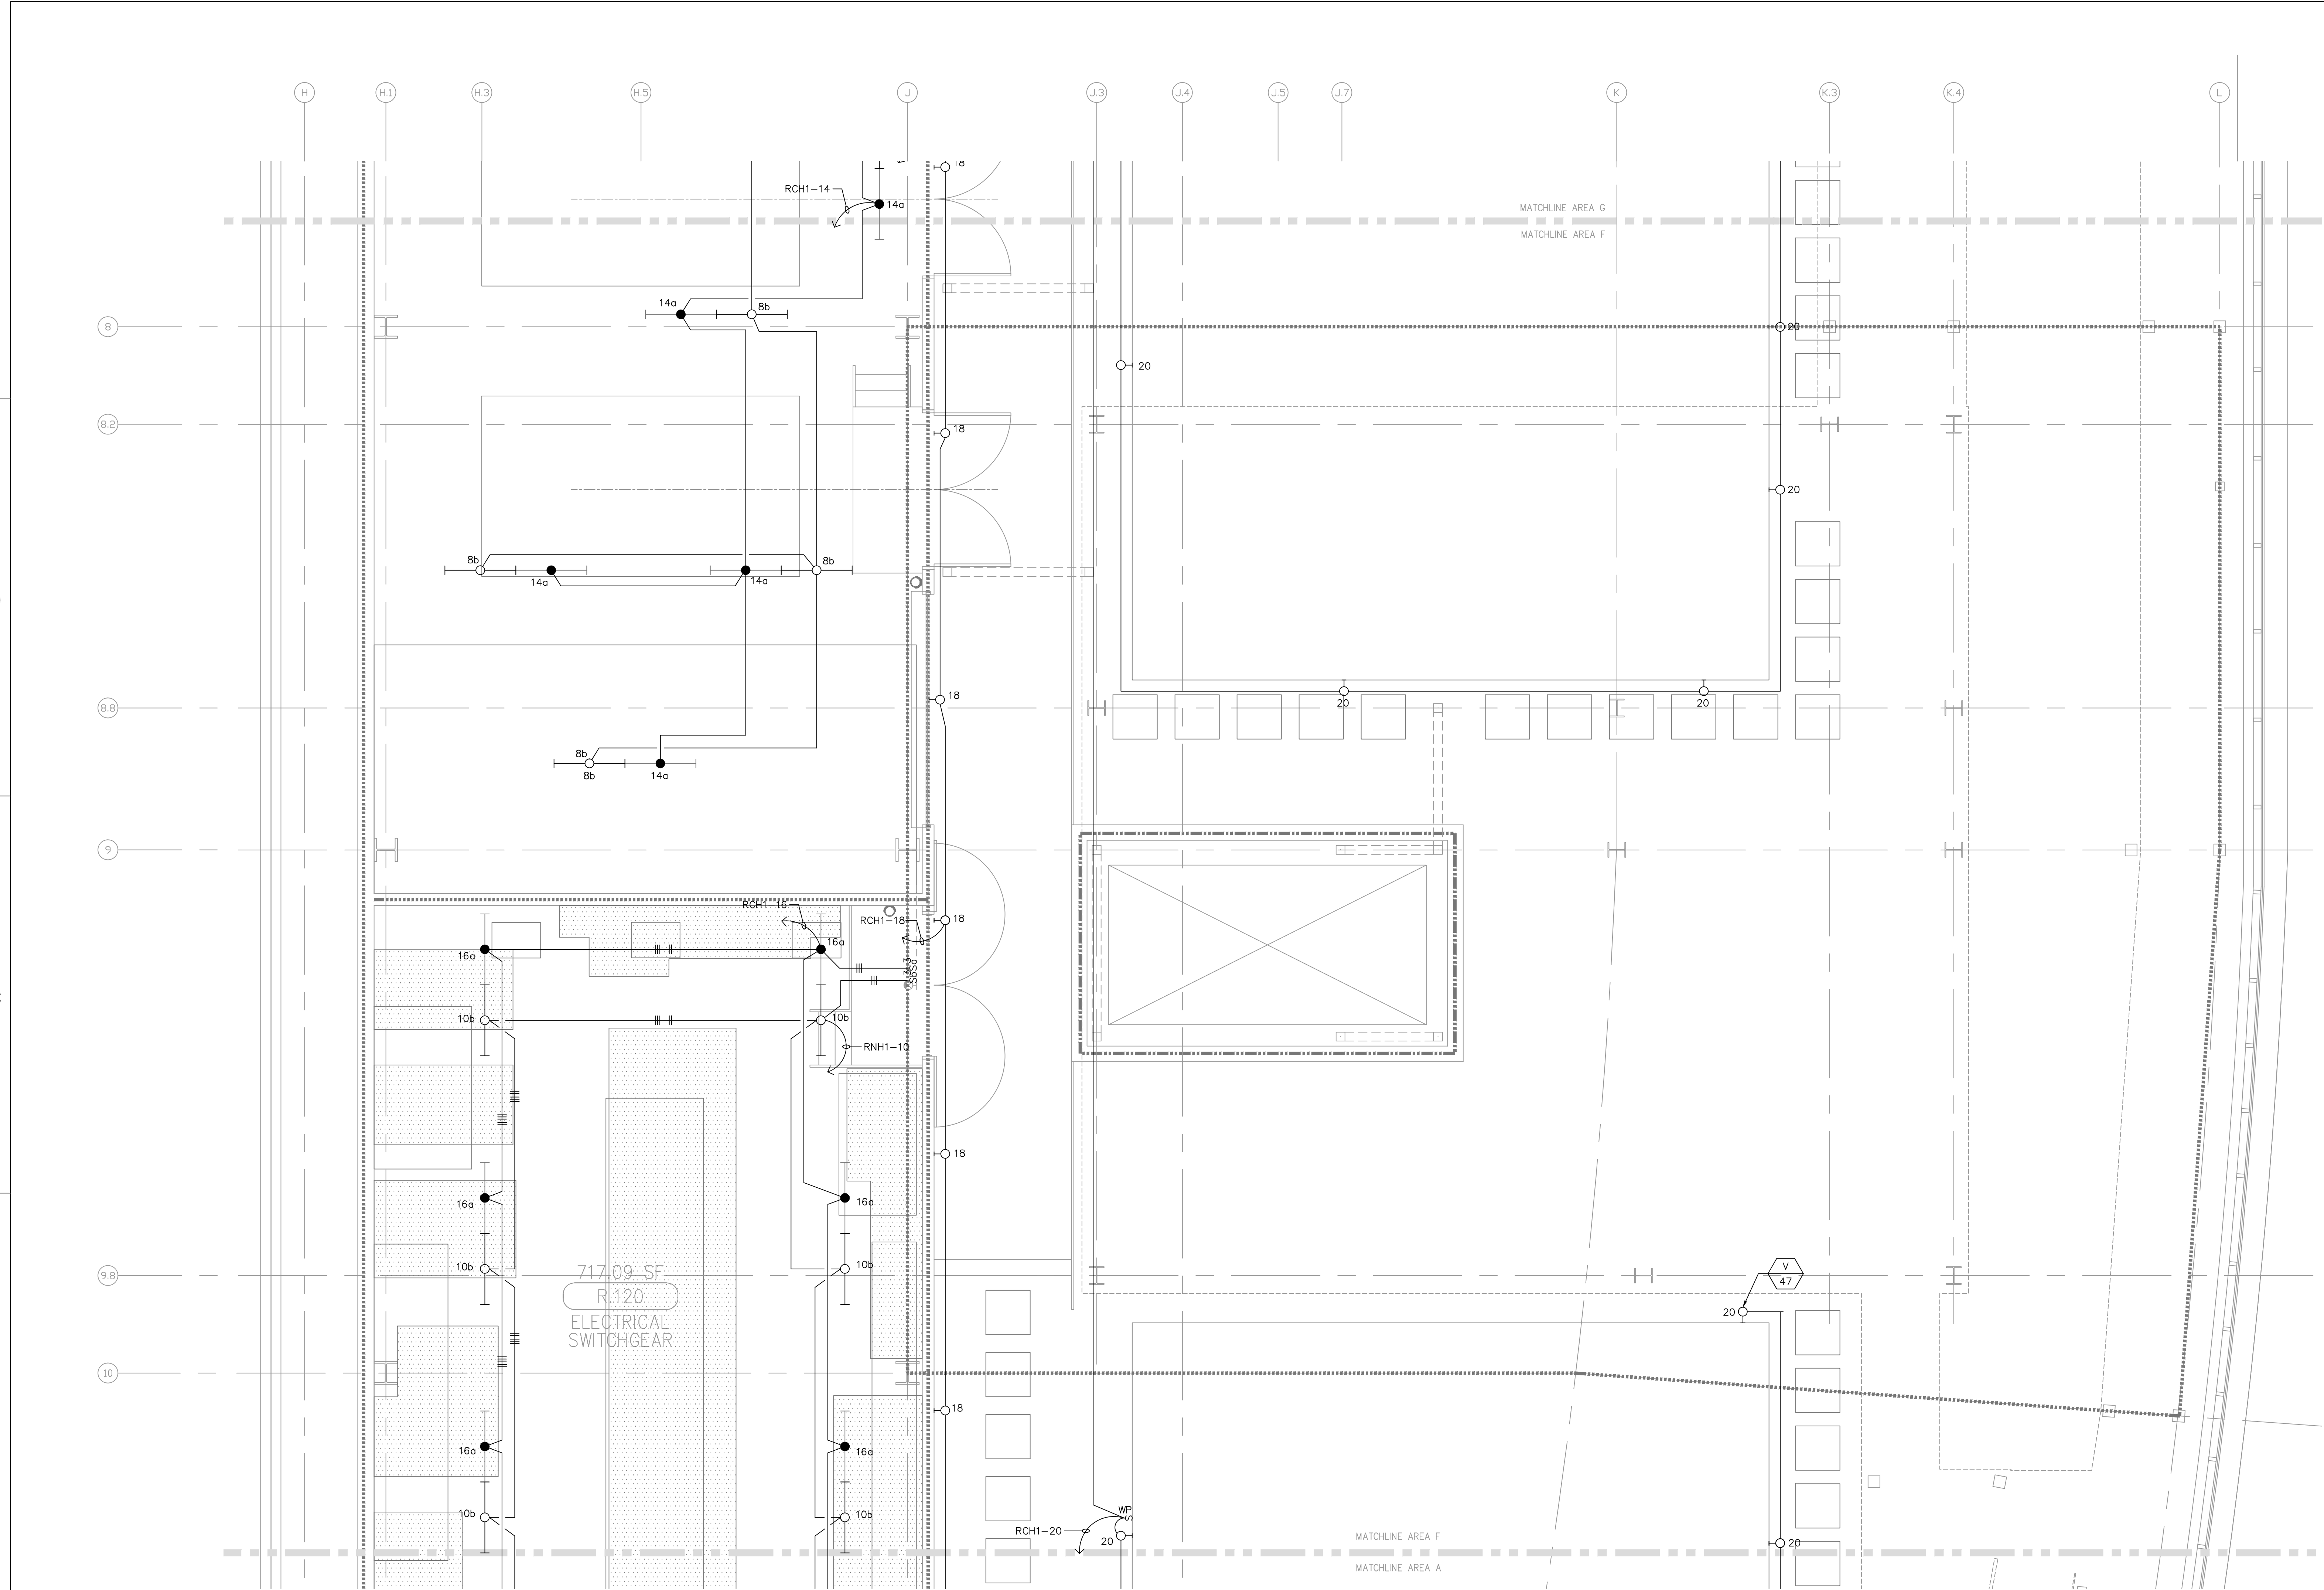 H H.1 H.3 H.5 J J.3 J.4 J.5 J.7 K K.3 K.4 L
18
RCH1-14
14a
MATCHLINE AREA G
MATCHLINE AREA F
14a 8b
8
20
20
8.2
18
20
8b 14a 14a 8b
18
20 20
8.8
8b
8b 14a
9
RCH1-16
RCH1-18
18
16a 16a
S3b S3a
10b 10b
RNH1-10
18
16a 16a
10b 10b
V
47
9.8
717.09 SF
R.120
ELECTRICAL
SWITCHGEAR
20
10
18
16a 16a
10b 10b
WP
S
RCH1-20
20
20
MATCHLINE AREA F
MATCHLINE AREA A